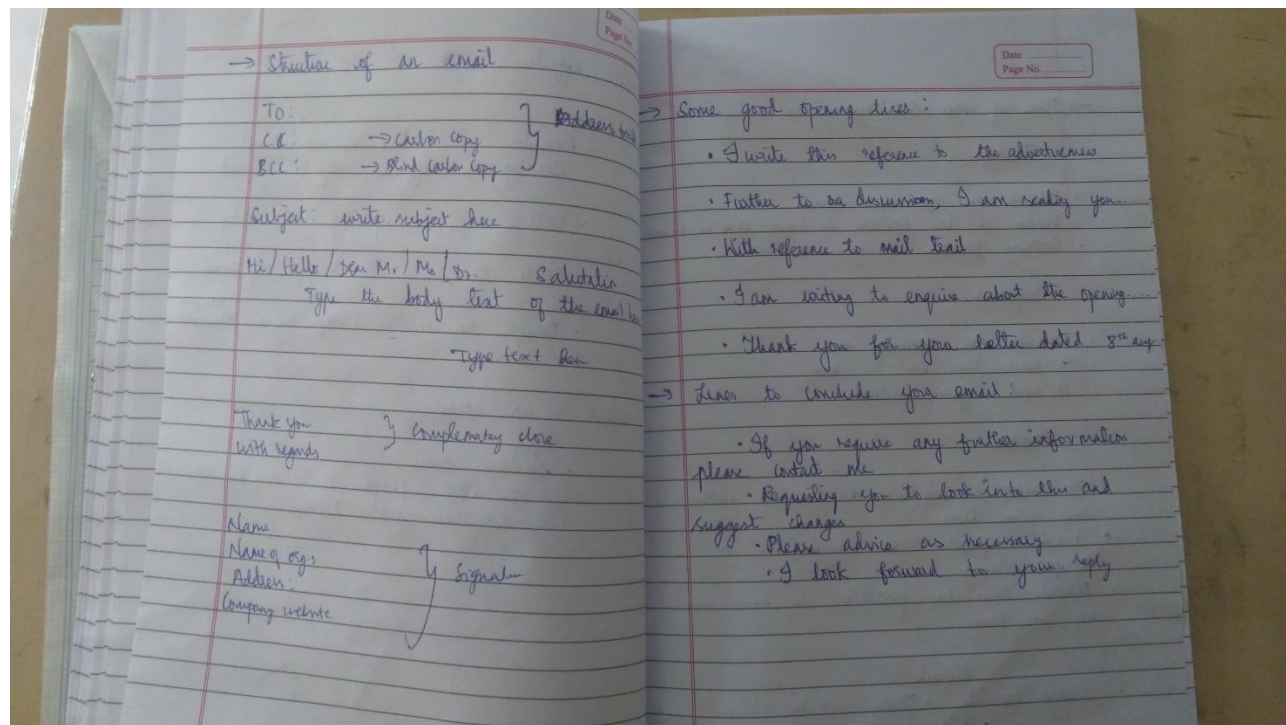 Date
Page No.
→ Structure of an email
To:
C.C: → Carbon Copy
BCC: → Blind Carbon Copy
Address
Subject: write subject here
Hi / Hello / Dear Mr / Ms / Dr. Salutation
Type the body text of the email
Type text here
Thank you
with regards
} Complematary close
Name
Name of orgs
Address:
Company website
} Signature
Date
Page No.
→ Some good opening lines:
• I write this reference to the
• Further to our discussion, I am sending you
• With reference to mail trail
• I am writing to enquire about the opening....
• Thank you for your letter dated 8th aug
→ Lines to conclude your email:
• If you require any further information
please contact me
• Requesting you to look into this and
suggest changes
• Please advice as necessary
• I look forward to your reply